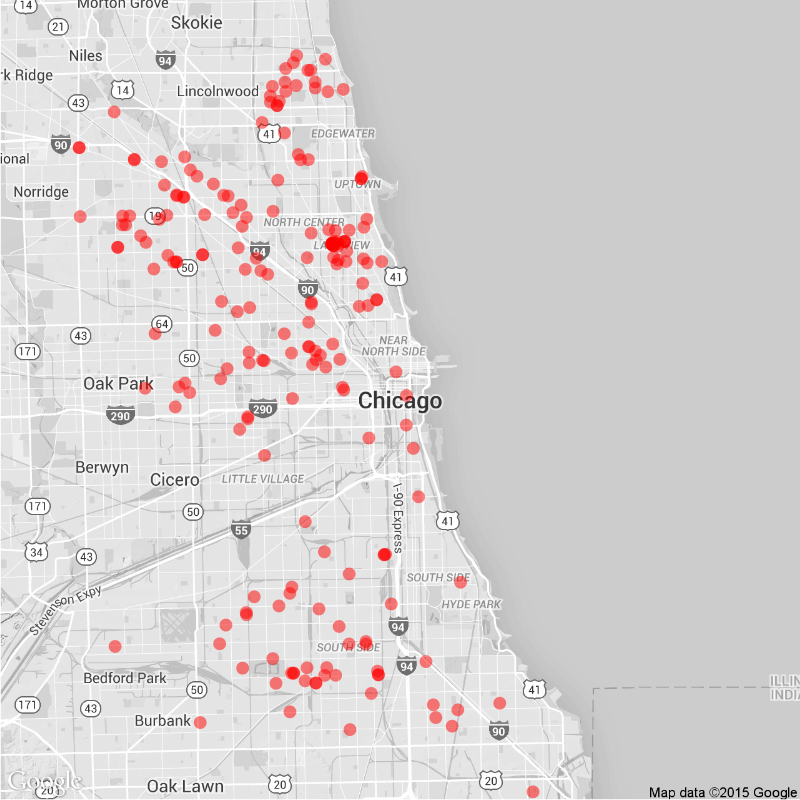 14
Morton Grove
21
Skokie
Niles
94
rk Ridge
14
Lincolnwood
43
41
EDGEWATER
90
ional
UPTOWN
Norridge
19
NORTH CENTER
94
LAKEVIEW
50
41
90
64
43
NEAR
NORTH SIDE
171
50
Oak Park
290
290
Chicago
Berwyn
Cicero
LITTLE VILLAGE
171
50
I-90 Express
41
55
34
43
SOUTH SIDE
Stevenson Expy
HYDE PARK
94
SOUTH SIDE
94
Bedford Park
50
41
ILLIN
INDIA
171
43
Burbank
90
Google
20
Oak Lawn
20
20
Map data ©2015 Google